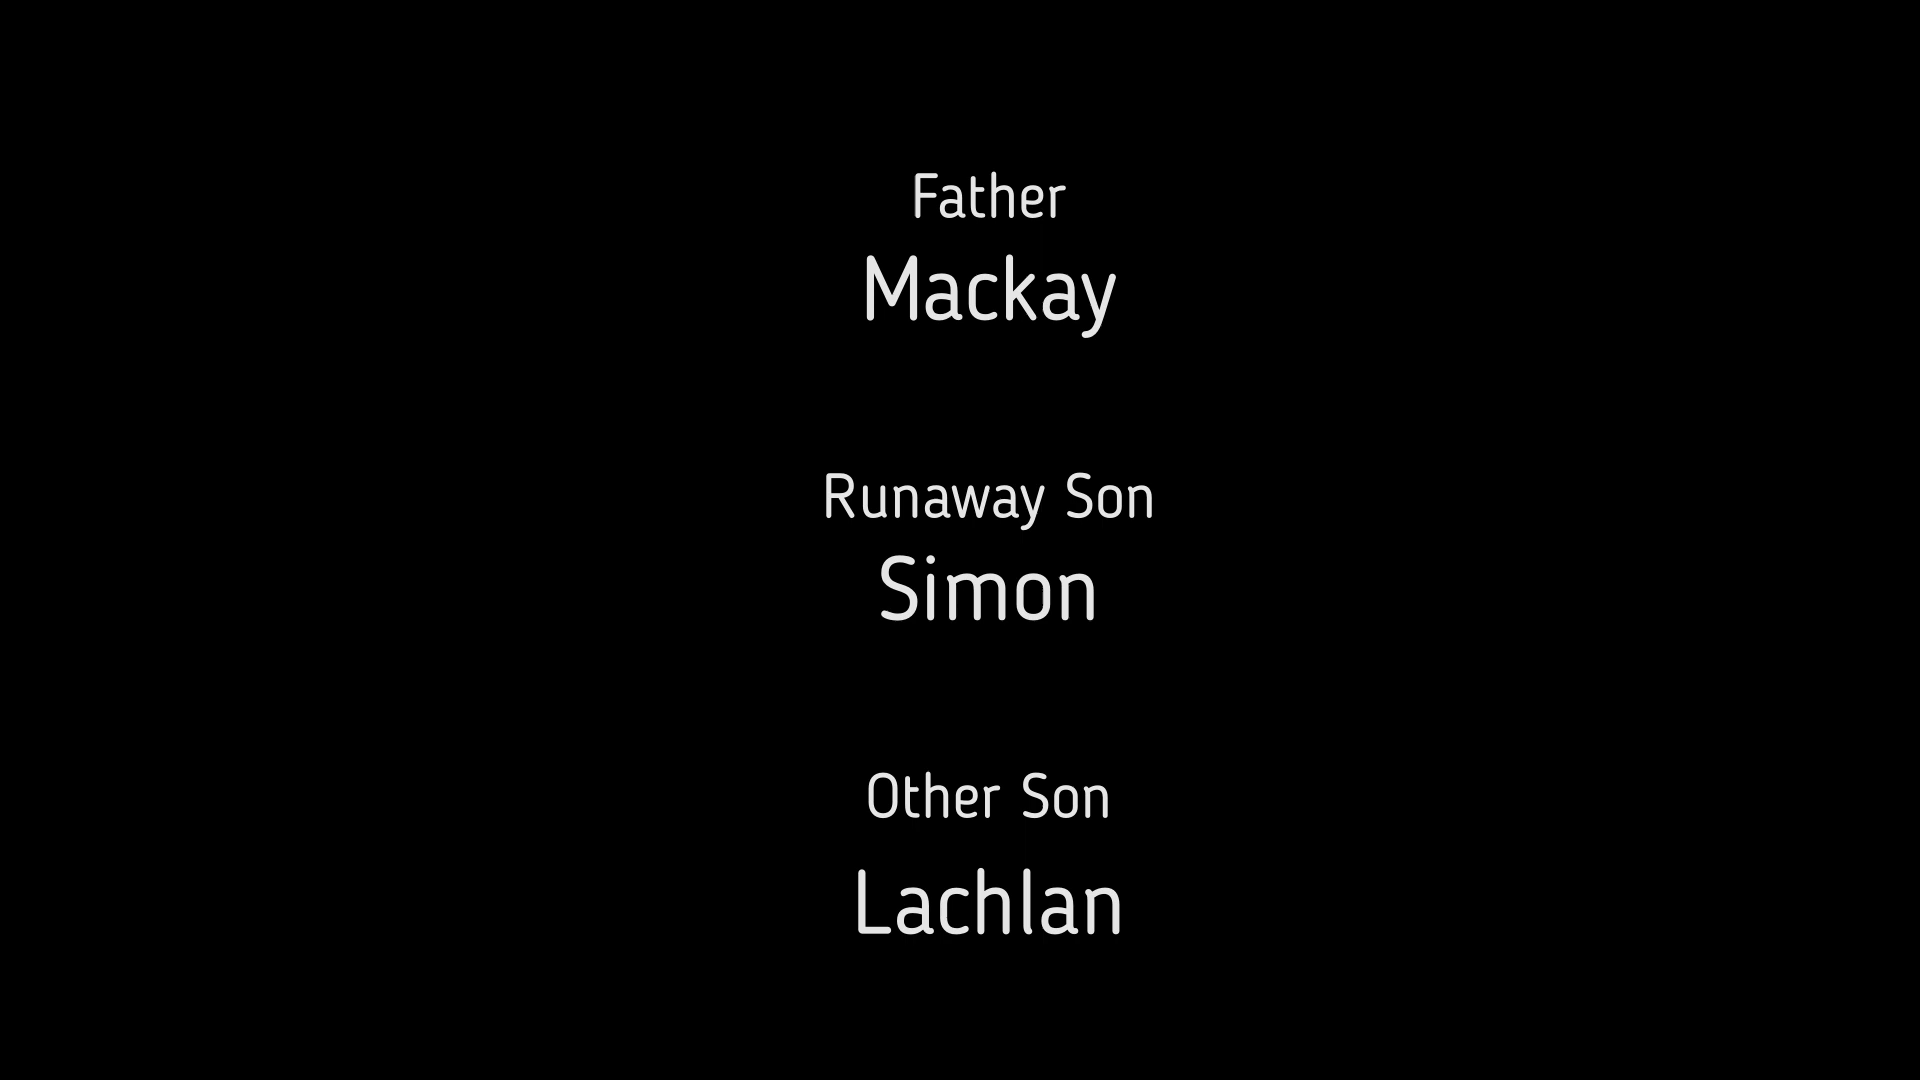 Father
Mackay
Runaway Son
Simon
Other Son
Lachlan